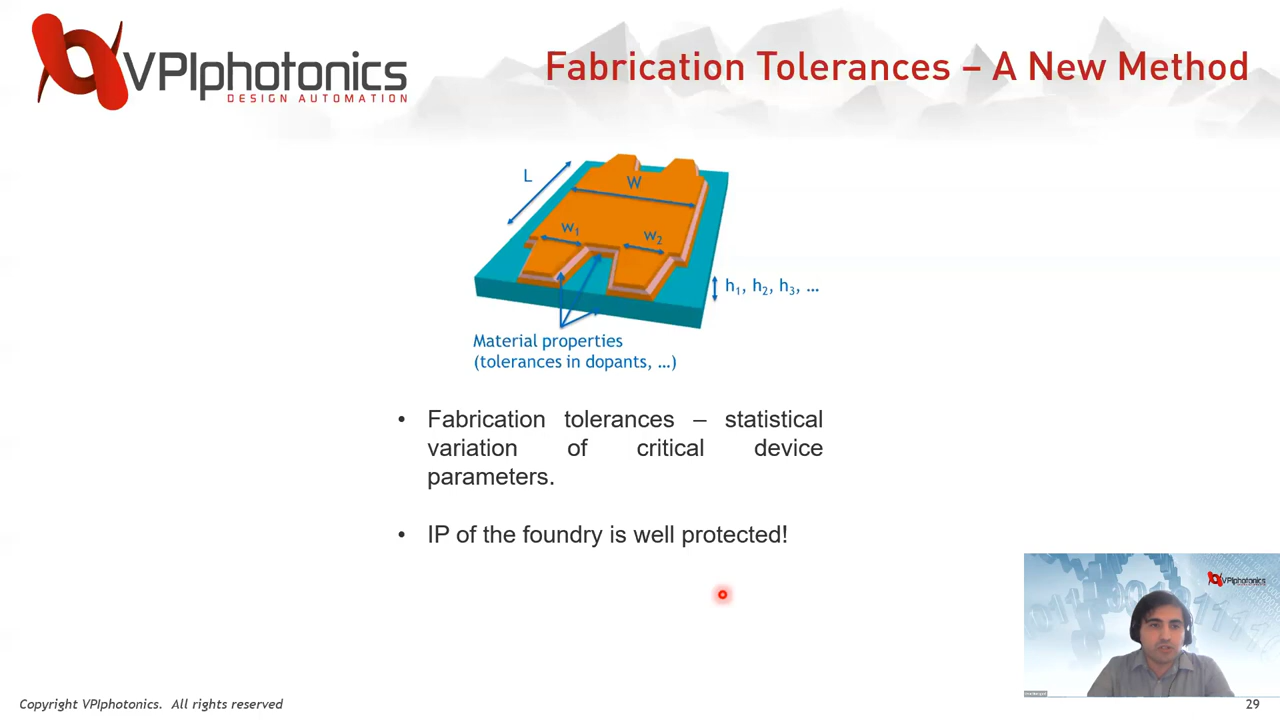 VPIphotonics
DESIGN AUTOMATION
Fabrication Tolerances – A New Method
L
W
w1
w2
h1, h2, h3, ...
Material properties
(tolerances in dopants, ...)
• Fabrication tolerances – statistical
variation of critical device
parameters.
• IP of the foundry is well protected!
VPIphotonics
Copyright VPIphotonics. All rights reserved
29